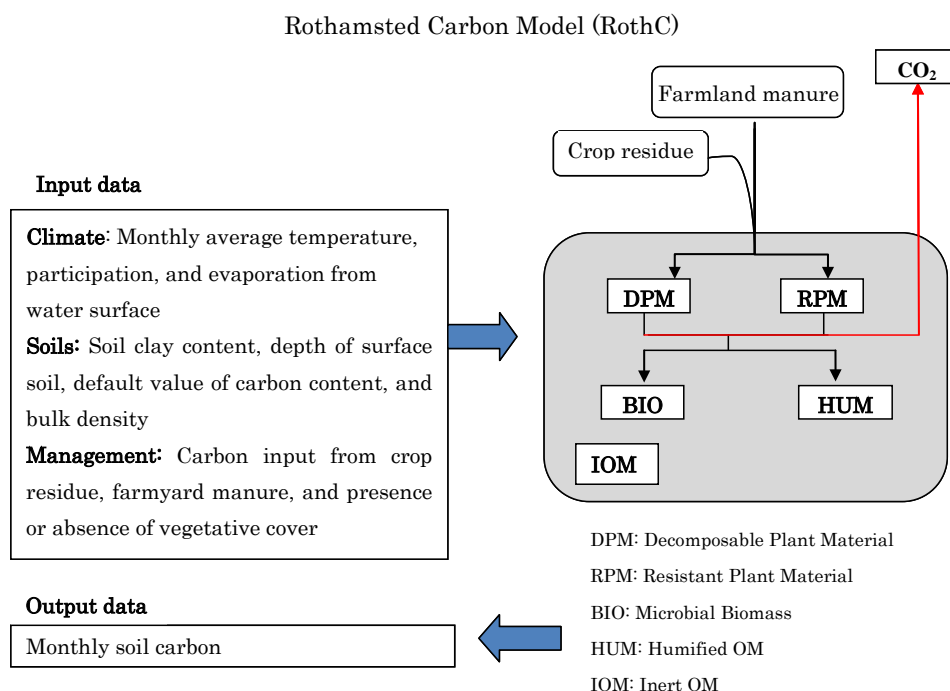 Rothamsted Carbon Model (RothC)
CO₂
Farmland manure
Crop residue
Input data
Climate: Monthly average temperature,
participation, and evaporation from
water surface
Soils: Soil clay content, depth of surface
soil, default value of carbon content, and
bulk density
Management: Carbon input from crop
residue, farmyard manure, and presence
or absence of vegetative cover
DPM
RPM
BIO
HUM
IOM
DPM: Decomposable Plant Material
RPM: Resistant Plant Material
BIO: Microbial Biomass
HUM: Humified OM
IOM: Inert OM
Output data
Monthly soil carbon